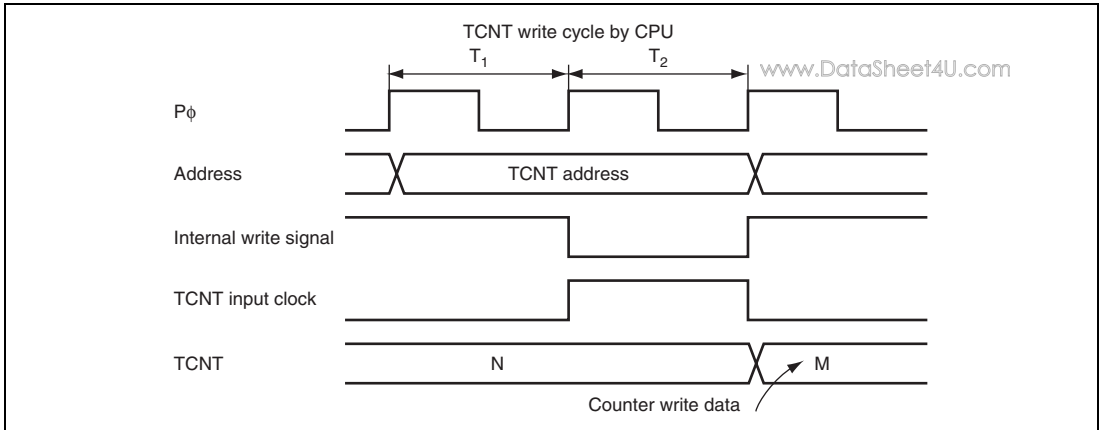 TCNT write cycle by CPU
T1 T2
www.DataSheet4U.com
Pφ
Address
TCNT address
Internal write signal
TCNT input clock
TCNT
N
M
Counter write data